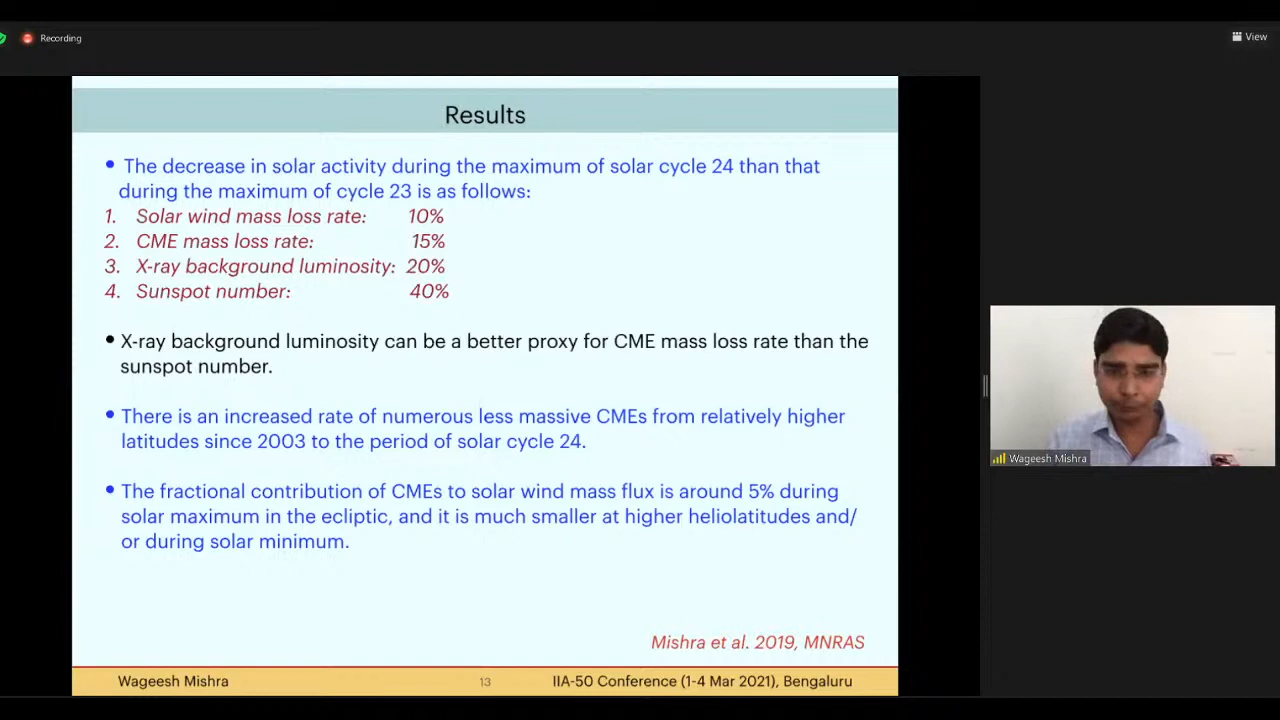 Recording
View
Results
• The decrease in solar activity during the maximum of solar cycle 24 than that
during the maximum of cycle 23 is as follows:
1. Solar wind mass loss rate: 10%
2. CME mass loss rate: 15%
3. X-ray background luminosity: 20%
4. Sunspot number: 40%
• X-ray background luminosity can be a better proxy for CME mass loss rate than the
sunspot number.
• There is an increased rate of numerous less massive CMEs from relatively higher
latitudes since 2003 to the period of solar cycle 24.
• The fractional contribution of CMEs to solar wind mass flux is around 5% during
solar maximum in the ecliptic, and it is much smaller at higher heliolatitudes and/
or during solar minimum.
Mishra et al. 2019, MNRAS
Wageesh Mishra 13 IIA-50 Conference (1-4 Mar 2021), Bengaluru
Wageesh Mishra